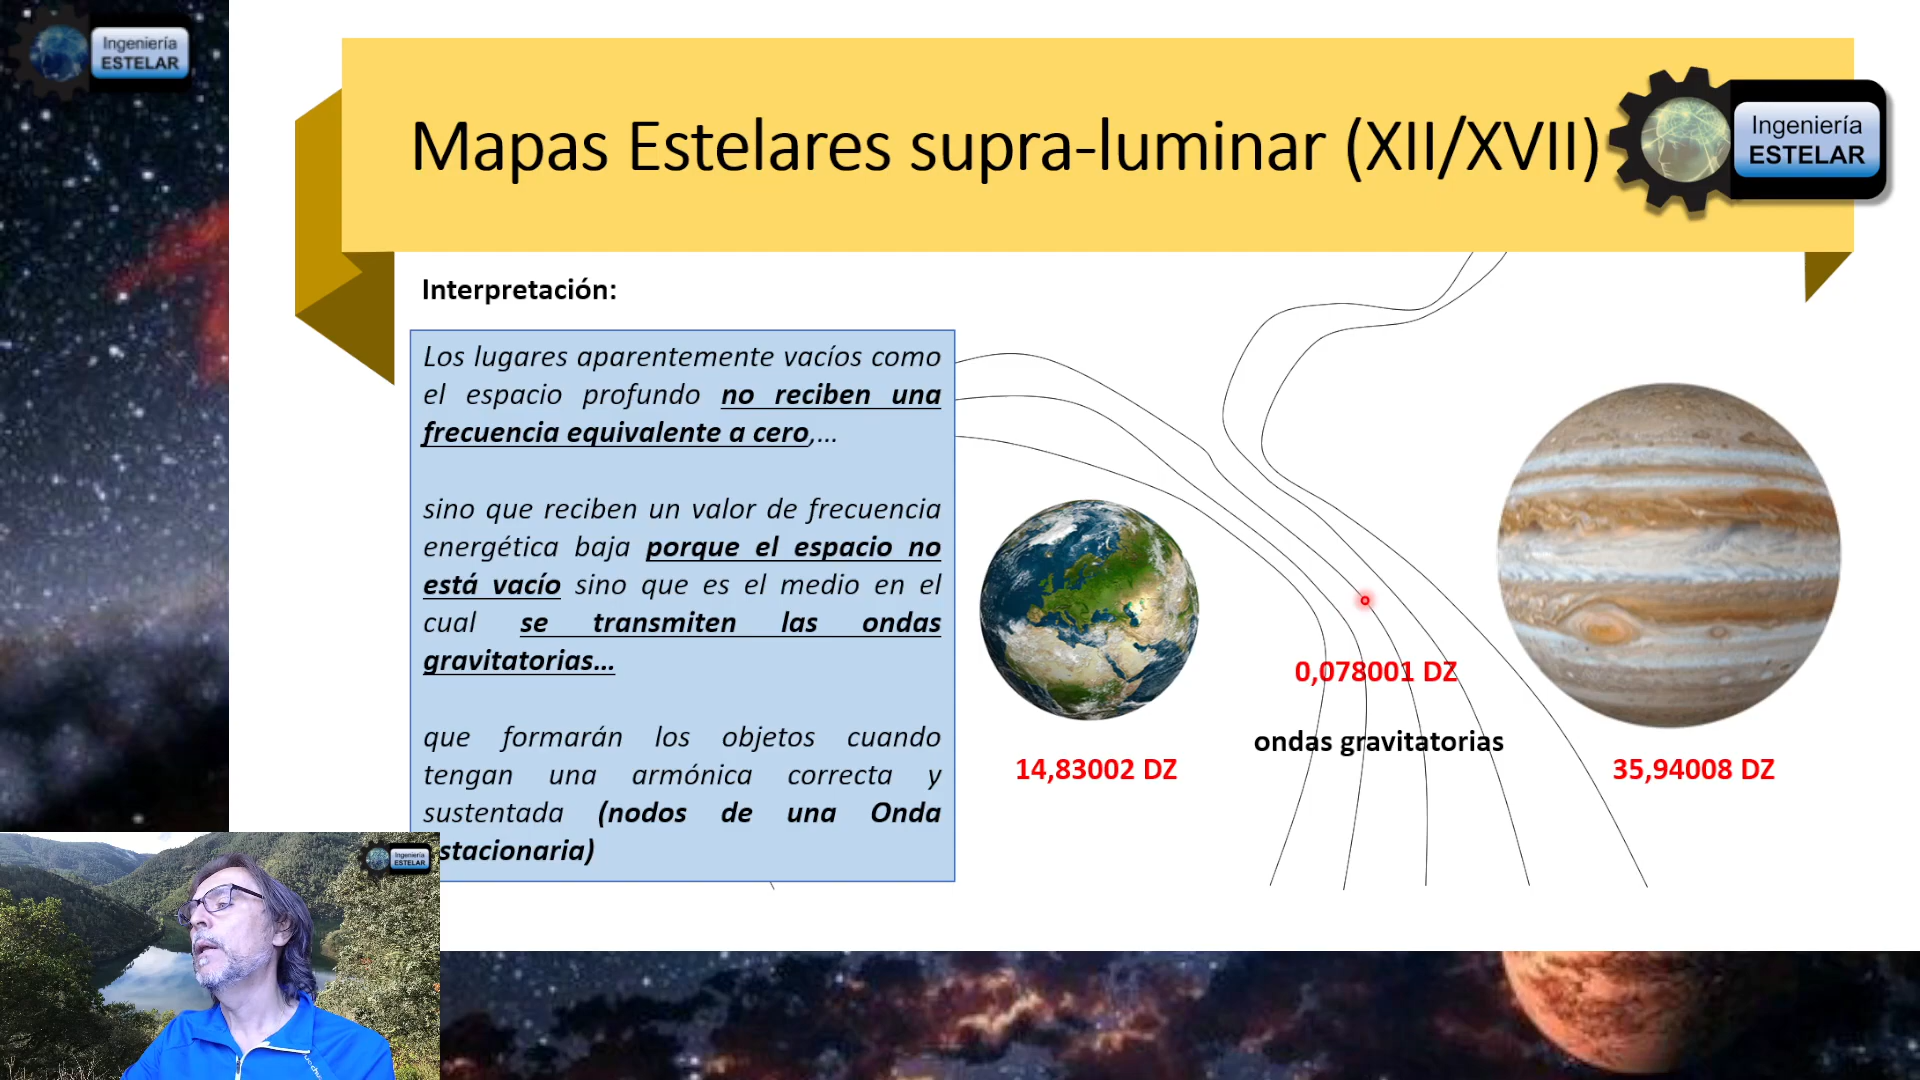 Ingeniería
ESTELAR
Mapas Estelares supra-luminar (XII/XVII)
Ingeniería
ESTELAR
Interpretación:
Los lugares aparentemente vacíos como
el espacio profundo no reciben una
frecuencia equivalente a cero,...
sino que reciben un valor de frecuencia
energética baja porque el espacio no
está vacío sino que es el medio en el
cual se transmiten las ondas
gravitatorias...
que formarán los objetos cuando
tengan una armónica correcta y
sustentada (nodos de una Onda
stacionaria)
0,078001 DZ
ondas gravitatorias
14,83002 DZ
35,94008 DZ
Ingeniería
ESTELAR